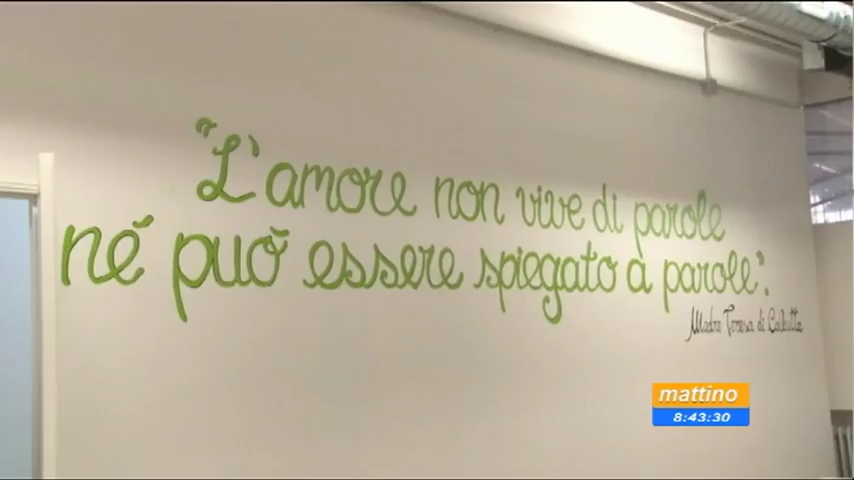 "L'amore non vive di parole
né può essere spiegato a parole".
Madre Teresa di Calcutta
mattino
8:43:30